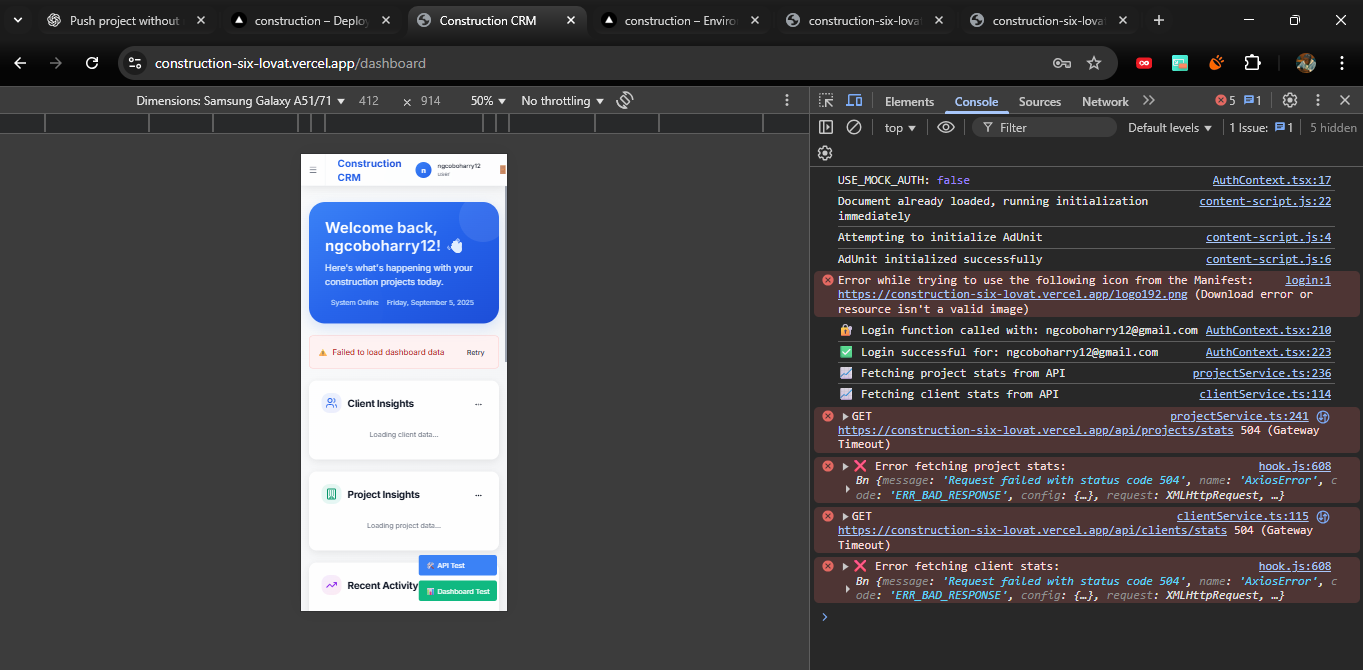 Push project without
construction – Deploy
Construction CRM
construction – Enviro
construction-six-lova
construction-six-lova
construction-six-lovat.vercel.app/dashboard
Dimensions: Samsung Galaxy A51/71
412
×
914
50%
No throttling
Elements
Console
Sources
Network
5
1
top
Filter
Default levels
1 Issue:
1
5 hidden
Construction
CRM
n
ngcoboharry12
user
Welcome back,
ngcoboharry12! 👋
Here's what's happening with your
construction projects today.
System Online
Friday, September 5, 2025
⚠️ Failed to load dashboard data
Retry
Client Insights
...
Loading client data...
Project Insights
...
Loading project data...
Recent Activity
API Test
📊 Dashboard Test
USE_MOCK_AUTH: false
AuthContext.tsx:17
Document already loaded, running initialization
immediately
content-script.js:22
Attempting to initialize AdUnit
content-script.js:4
AdUnit initialized successfully
content-script.js:6
Error while trying to use the following icon from the Manifest:
login:1
https://construction-six-lovat.vercel.app/logo192.png (Download error or
resource isn't a valid image)
🔐 Login function called with: ngcoboharry12@gmail.com
AuthContext.tsx:210
✅ Login successful for: ngcoboharry12@gmail.com
AuthContext.tsx:223
📈 Fetching project stats from API
projectService.ts:236
📈 Fetching client stats from API
clientService.ts:114
GET
projectService.ts:241
https://construction-six-lovat.vercel.app/api/projects/stats 504 (Gateway
Timeout)
❌ Error fetching project stats:
hook.js:608
Bn {message: 'Request failed with status code 504', name: 'AxiosError', c
ode: 'ERR_BAD_RESPONSE', config: {…}, request: XMLHttpRequest, …}
GET
clientService.ts:115
https://construction-six-lovat.vercel.app/api/clients/stats 504 (Gateway
Timeout)
❌ Error fetching client stats:
hook.js:608
Bn {message: 'Request failed with status code 504', name: 'AxiosError', c
ode: 'ERR_BAD_RESPONSE', config: {…}, request: XMLHttpRequest, …}